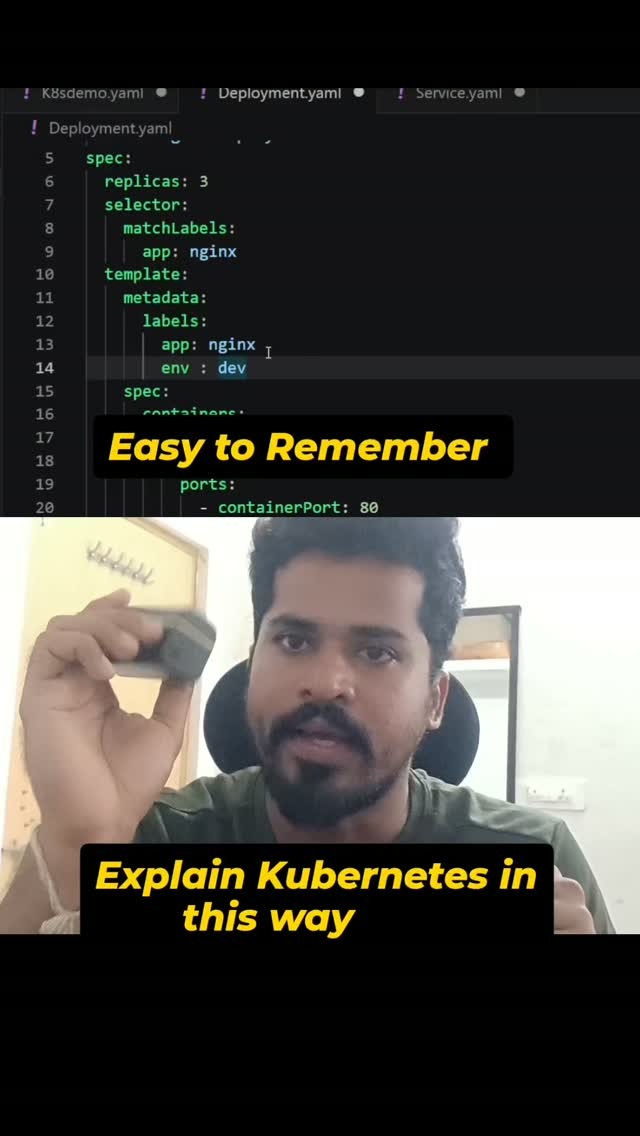 ! K8sdemo.yaml ● ! Deployment.yaml ● ! Service.yaml ●
! Deployment.yaml
5 spec:
6 replicas: 3
7 selector:
8 matchLabels:
9 app: nginx
10 template:
11 metadata:
12 labels:
13 app: nginx
14 env : dev
15 spec:
16 containers:
17
18
19 ports:
20 - containerPort: 80
Easy to Remember
Explain Kubernetes in
this way